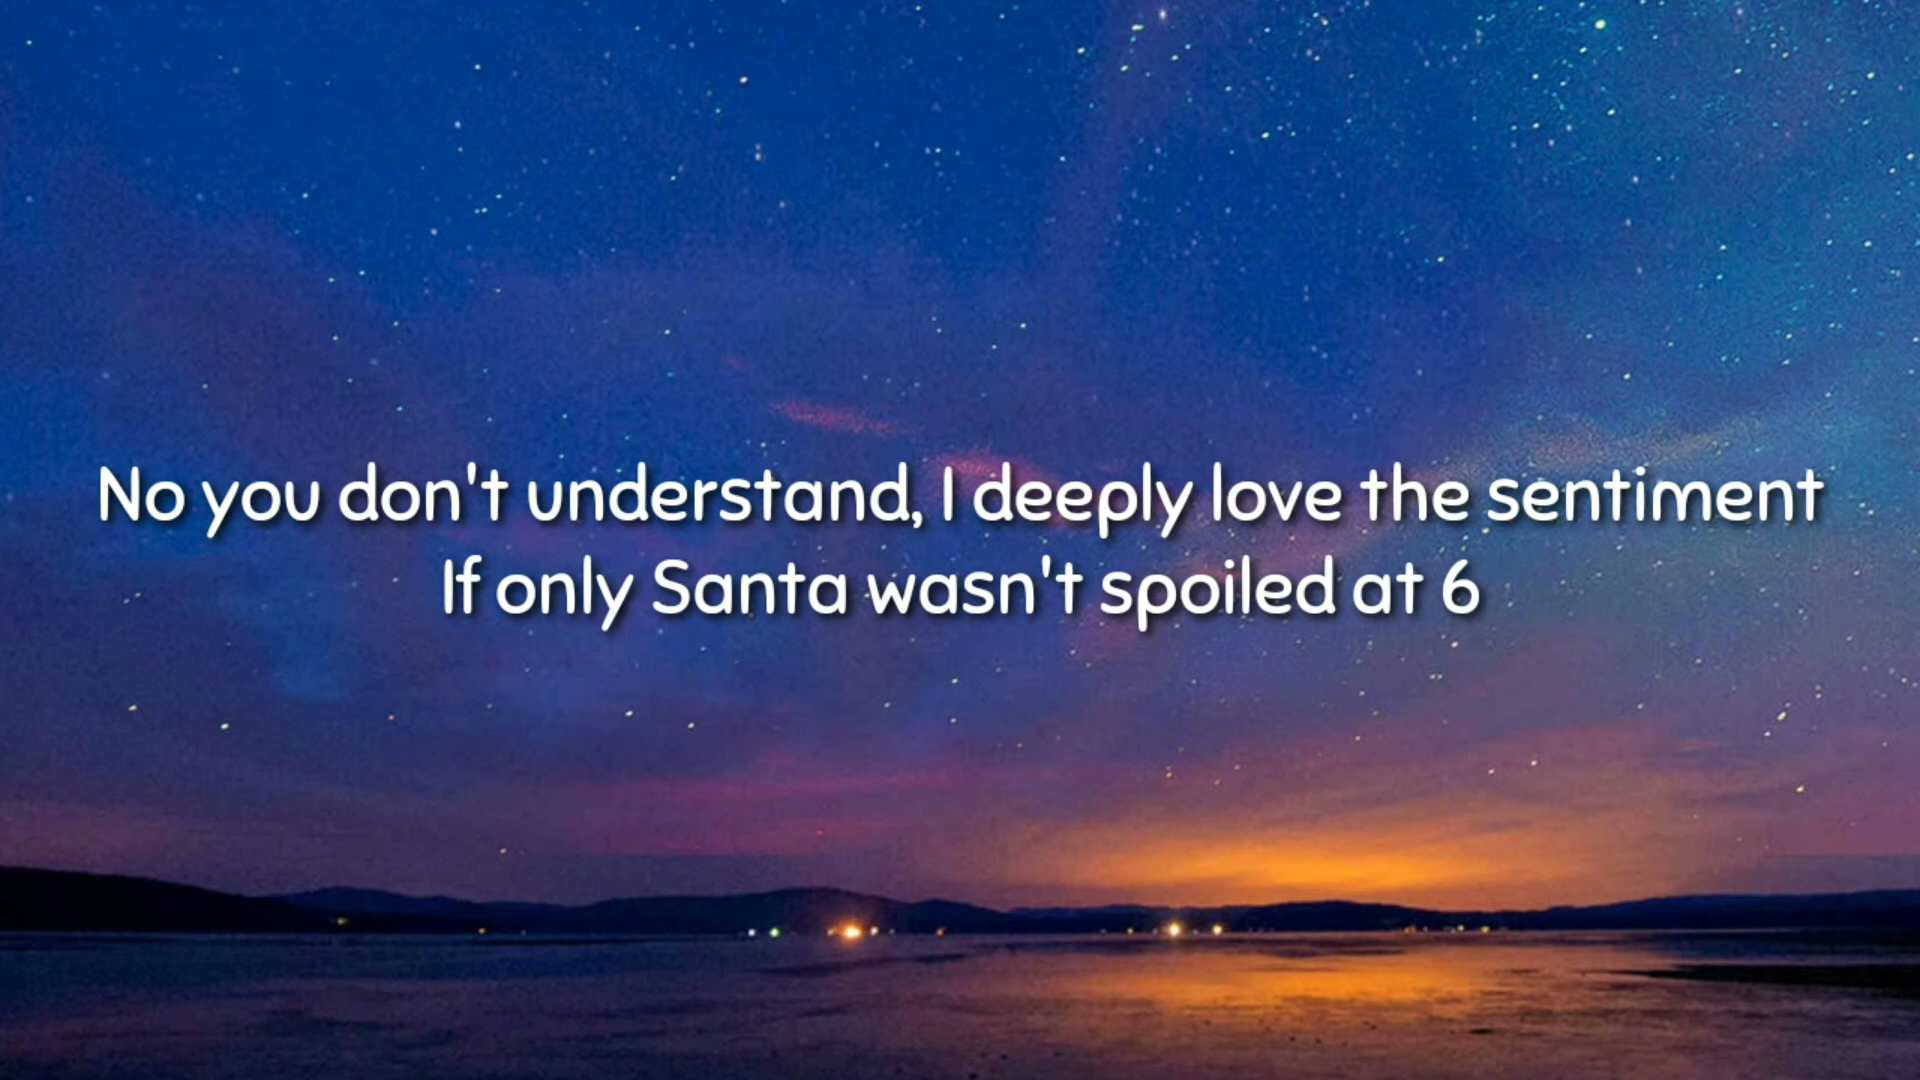 No you don't understand, I deeply love the sentiment
If only Santa wasn't spoiled at 6